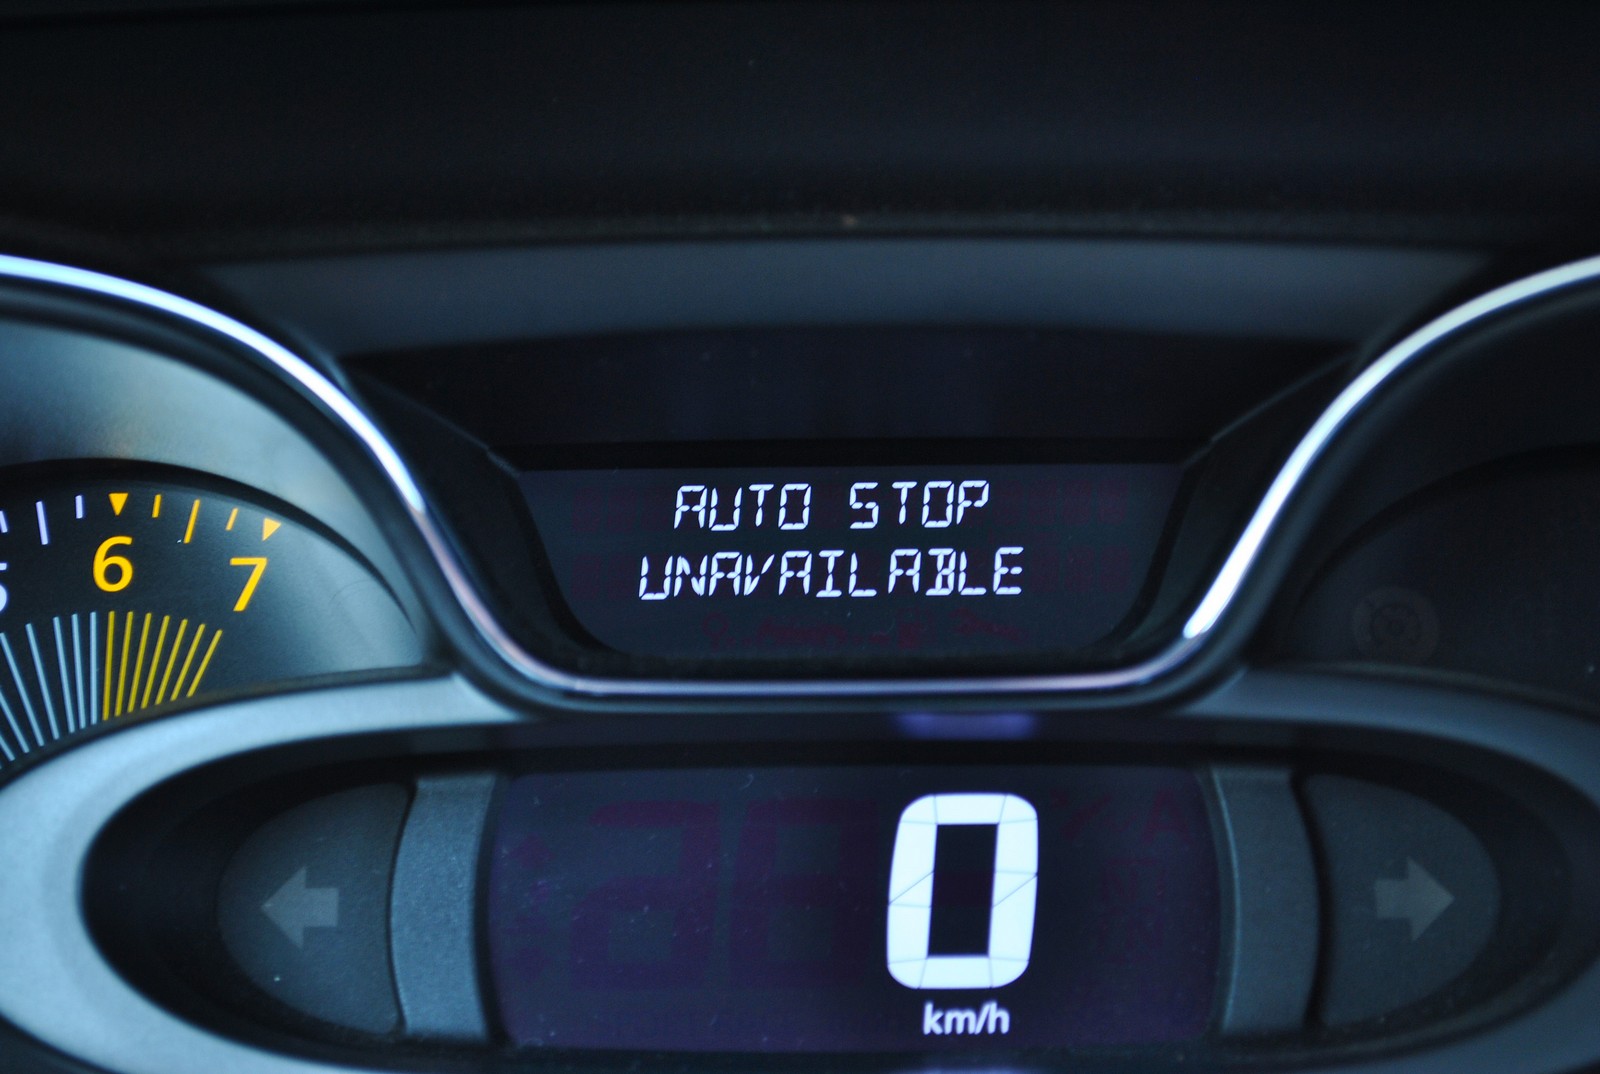 AUTO STOP
UNAVAILABLE
6
7
0
km/h